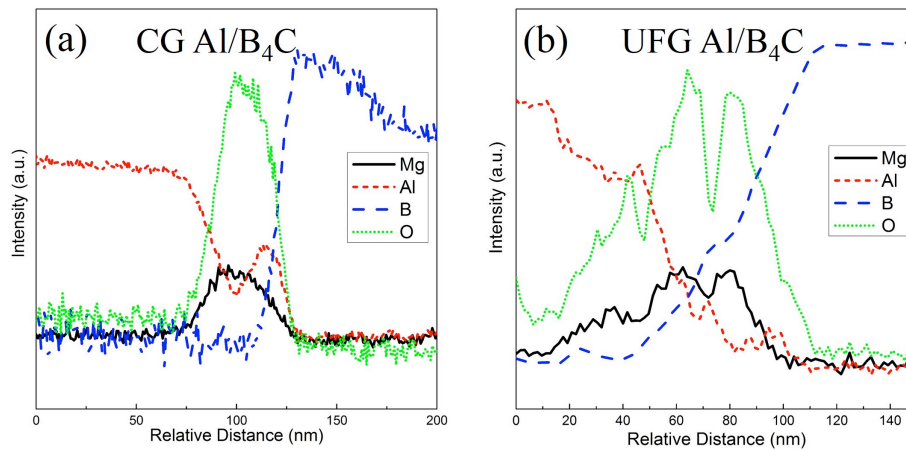 (a) CG Al/B₄C
Intensity (a.u.)
Mg
Al
B
O
0 50 100 150 200
Relative Distance (nm)
(b) UFG Al/B₄C
Intensity (a.u.)
Mg
Al
B
O
0 20 40 60 80 100 120 140
Relative Distance (nm)